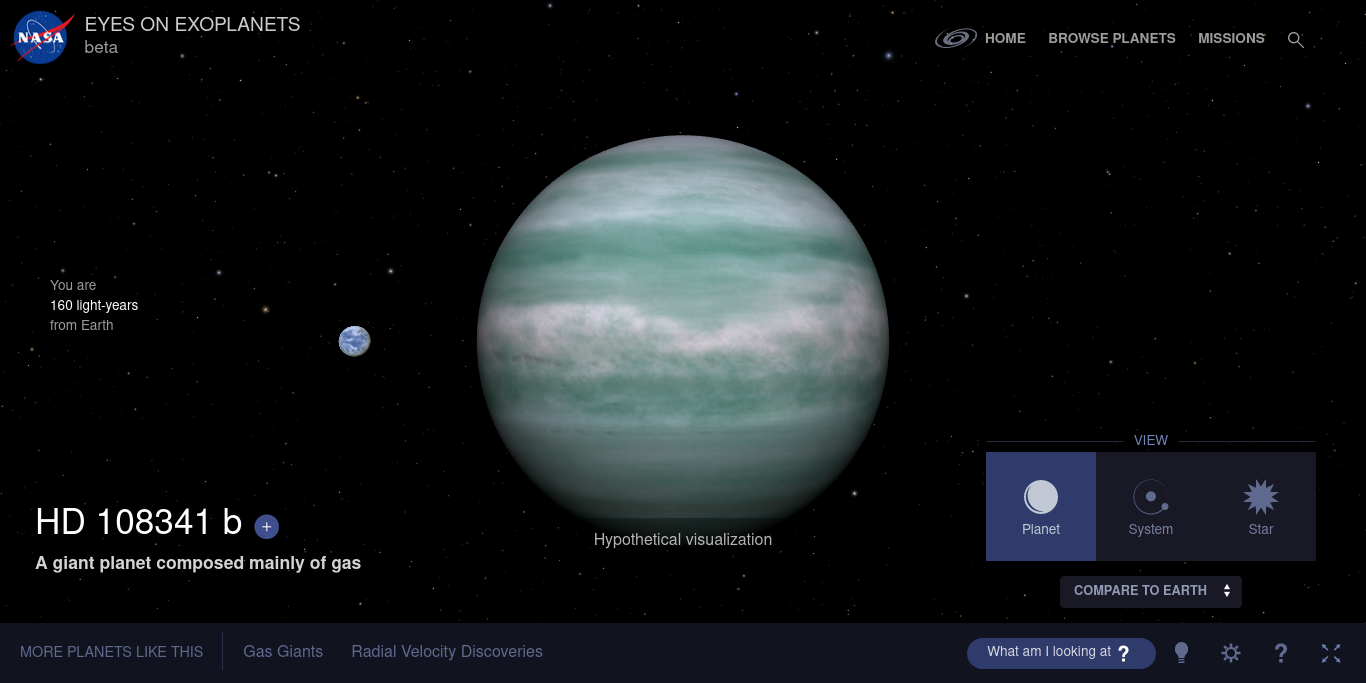 NASA
EYES ON EXOPLANETS
beta
HOME
BROWSE PLANETS
MISSIONS
You are
160 light-years
from Earth
HD 108341 b +
A giant planet composed mainly of gas
Hypothetical visualization
VIEW
Planet
System
Star
COMPARE TO EARTH
MORE PLANETS LIKE THIS
Gas Giants
Radial Velocity Discoveries
What am I looking at ?
?